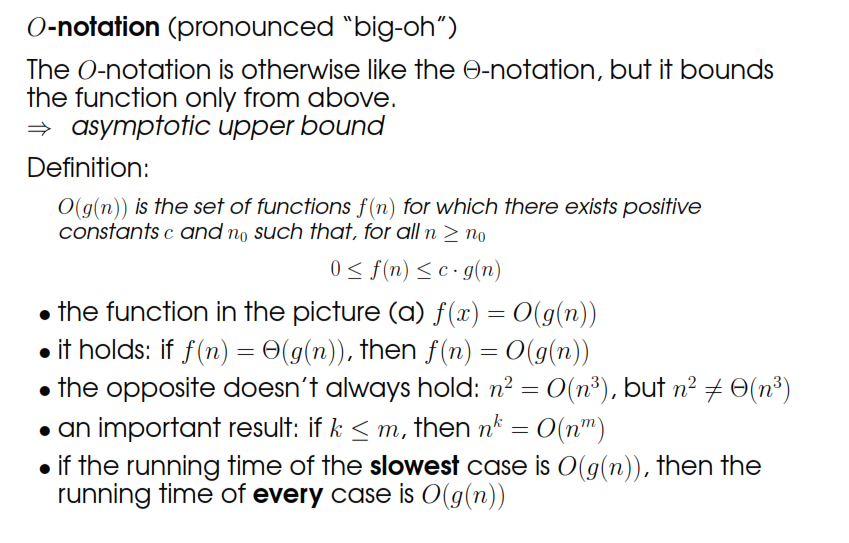 O-notation (pronounced “big-oh”)
The O-notation is otherwise like the Θ-notation, but it bounds
the function only from above.
⇒ asymptotic upper bound
Definition:
O(g(n)) is the set of functions f(n) for which there exists positive
constants c and n₀ such that, for all n ≥ n₀
0 ≤ f(n) ≤ c · g(n)
• the function in the picture (a) f(x) = O(g(n))
• it holds: if f(n) = Θ(g(n)), then f(n) = O(g(n))
• the opposite doesn’t always hold: n² = O(n³), but n² ≠ Θ(n³)
• an important result: if k ≤ m, then nᵏ = O(nᵐ)
• if the running time of the slowest case is O(g(n)), then the
running time of every case is O(g(n))